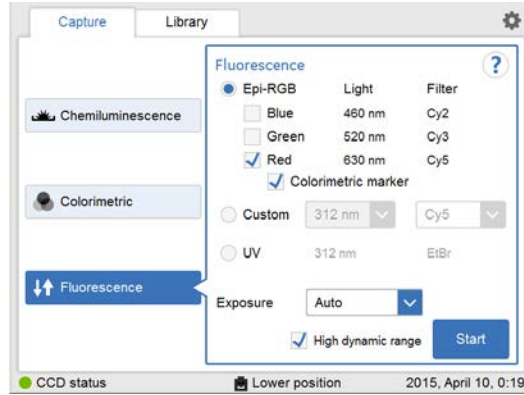 Capture Library
Fluorescence ?
Epi-RGB Light Filter
Blue 460 nm Cy2
Chemiluminescence
Green 520 nm Cy3
Red 630 nm Cy5
Colorimetric marker
Colorimetric
Custom 312 nm Cy5
UV 312 nm EtBr
Fluorescence
Exposure Auto
High dynamic range Start
CCD status Lower position 2015, April 10, 0:19